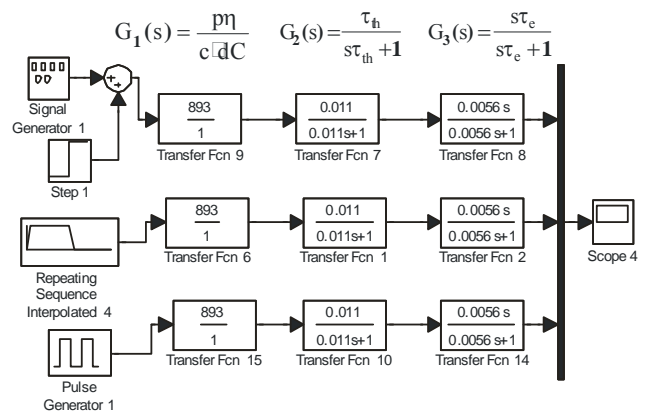 G₁(s) = pη / c□dC G₂(s) = τth / sτth + 1 G₃(s) = sτe / sτe + 1
Signal
Generator 1
893
1
Transfer Fcn 9
0.011
0.011s+1
Transfer Fcn 7
0.0056 s
0.0056 s+1
Transfer Fcn 8
Step 1
893
1
Transfer Fcn 6
0.011
0.011s+1
Transfer Fcn 1
0.0056 s
0.0056 s+1
Transfer Fcn 2
Scope 4
Repeating
Sequence
Interpolated 4
893
1
Transfer Fcn 15
0.011
0.011s+1
Transfer Fcn 10
0.0056 s
0.0056 s+1
Transfer Fcn 14
Pulse
Generator 1